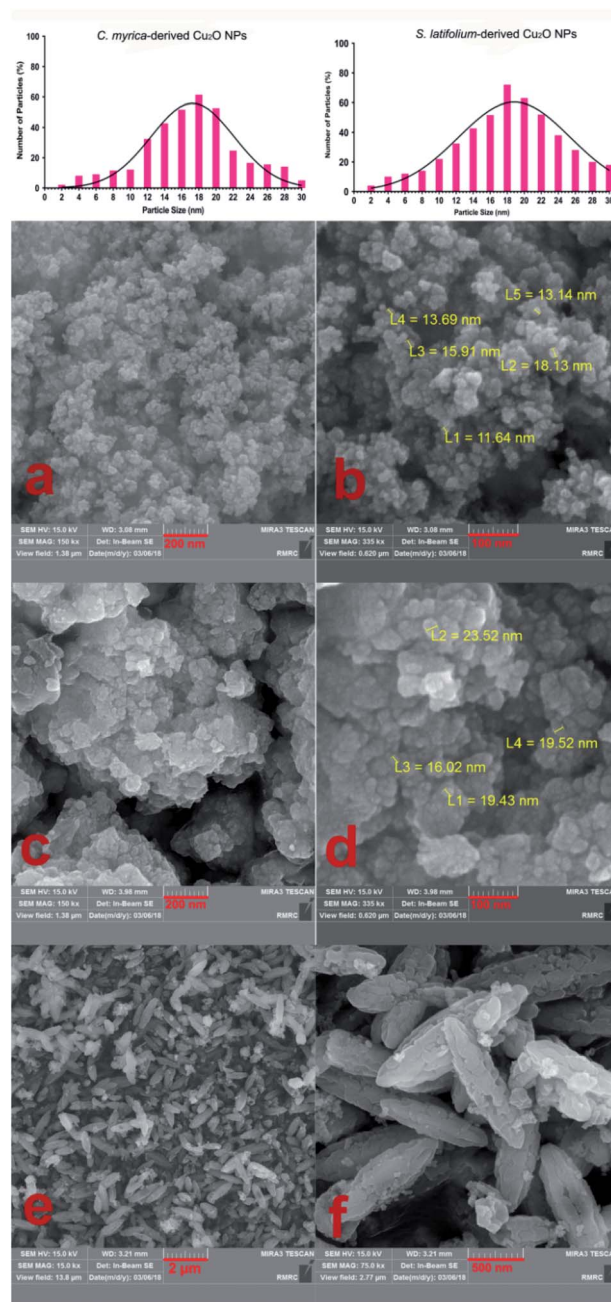 C. myrica-derived Cu₂O NPs
Number of Particles (%)
100
80
60
40
20
0
0 2 4 6 8 10 12 14 16 18 20 22 24 26 28 30
Particle Size (nm)
S. latifolium-derived Cu₂O NPs
Number of Particles (%)
100
80
60
40
20
0
0 2 4 6 8 10 12 14 16 18 20 22 24 26 28 30
Particle Size (nm)
a
SEM HV: 15.0 kV WD: 3.08 mm MIRA3 TESCAN
SEM MAG: 150 kx Det: In-Beam SE 200 nm
View field: 1.38 µm Date(m/d/y): 03/06/18 RMRC
L5 = 13.14 nm
L4 = 13.69 nm
L3 = 15.91 nm
L2 = 18.13 nm
L1 = 11.64 nm
b
SEM HV: 15.0 kV WD: 3.08 mm MIRA3 TESCAN
SEM MAG: 335 kx Det: In-Beam SE 100 nm
View field: 0.620 µm Date(m/d/y): 03/06/18 RMRC
c
SEM HV: 15.0 kV WD: 3.98 mm MIRA3 TESCAN
SEM MAG: 150 kx Det: In-Beam SE 200 nm
View field: 1.38 µm Date(m/d/y): 03/06/18 RMRC
L2 = 23.52 nm
L4 = 19.52 nm
L3 = 16.02 nm
L1 = 19.43 nm
d
SEM HV: 15.0 kV WD: 3.98 mm MIRA3 TESCAN
SEM MAG: 335 kx Det: In-Beam SE 100 nm
View field: 0.620 µm Date(m/d/y): 03/06/18 RMRC
e
SEM HV: 15.0 kV WD: 3.21 mm MIRA3 TESCAN
SEM MAG: 15.0 kx Det: In-Beam SE 2 µm
View field: 13.8 µm Date(m/d/y): 03/06/18 RMRC
f
SEM HV: 15.0 kV WD: 3.21 mm MIRA3 TESCAN
SEM MAG: 75.0 kx Det: In-Beam SE 500 nm
View field: 2.77 µm Date(m/d/y): 03/06/18 RMRC